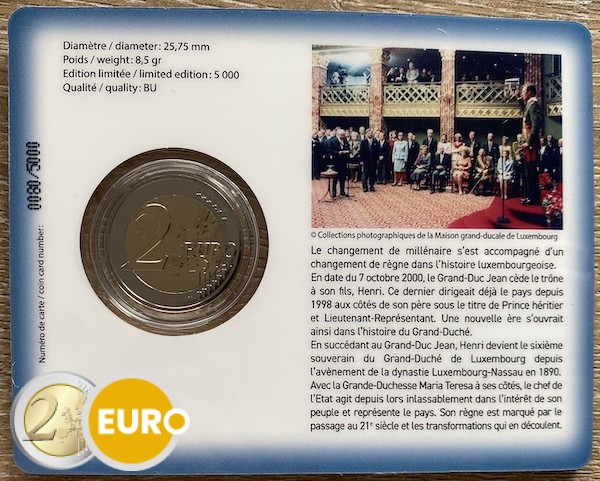 Diamètre / diameter: 25,75 mm
Poids / weight: 8,5 gr
Edition limitée / limited edition: 5 000
Qualité / quality: BU
Numéro de carte / coin card number:
0080/5000
2 EURO
© Collections photographiques de la Maison grand-ducale de Luxembourg
Le changement de millénaire s'est accompagné d'un
changement de règne dans l'histoire luxembourgeoise.
En date du 7 octobre 2000, le Grand-Duc Jean cède le trône
à son fils, Henri. Ce dernier dirigeait déjà le pays depuis
1998 aux côtés de son père sous le titre de Prince héritier
et Lieutenant-Représentant. Une nouvelle ère s'ouvrait
ainsi dans l'histoire du Grand-Duché.
En succédant au Grand-Duc Jean, Henri devient le sixième
souverain du Grand-Duché de Luxembourg depuis
l'avènement de la dynastie Luxembourg-Nassau en 1890.
Avec la Grande-Duchesse Maria Teresa à ses côtés, le chef de
l'Etat agit depuis lors inlassablement dans l'intérêt de son
peuple et représente le pays. Son règne est marqué par le
passage au 21e siècle et les transformations qui en découlent.
2 EURO